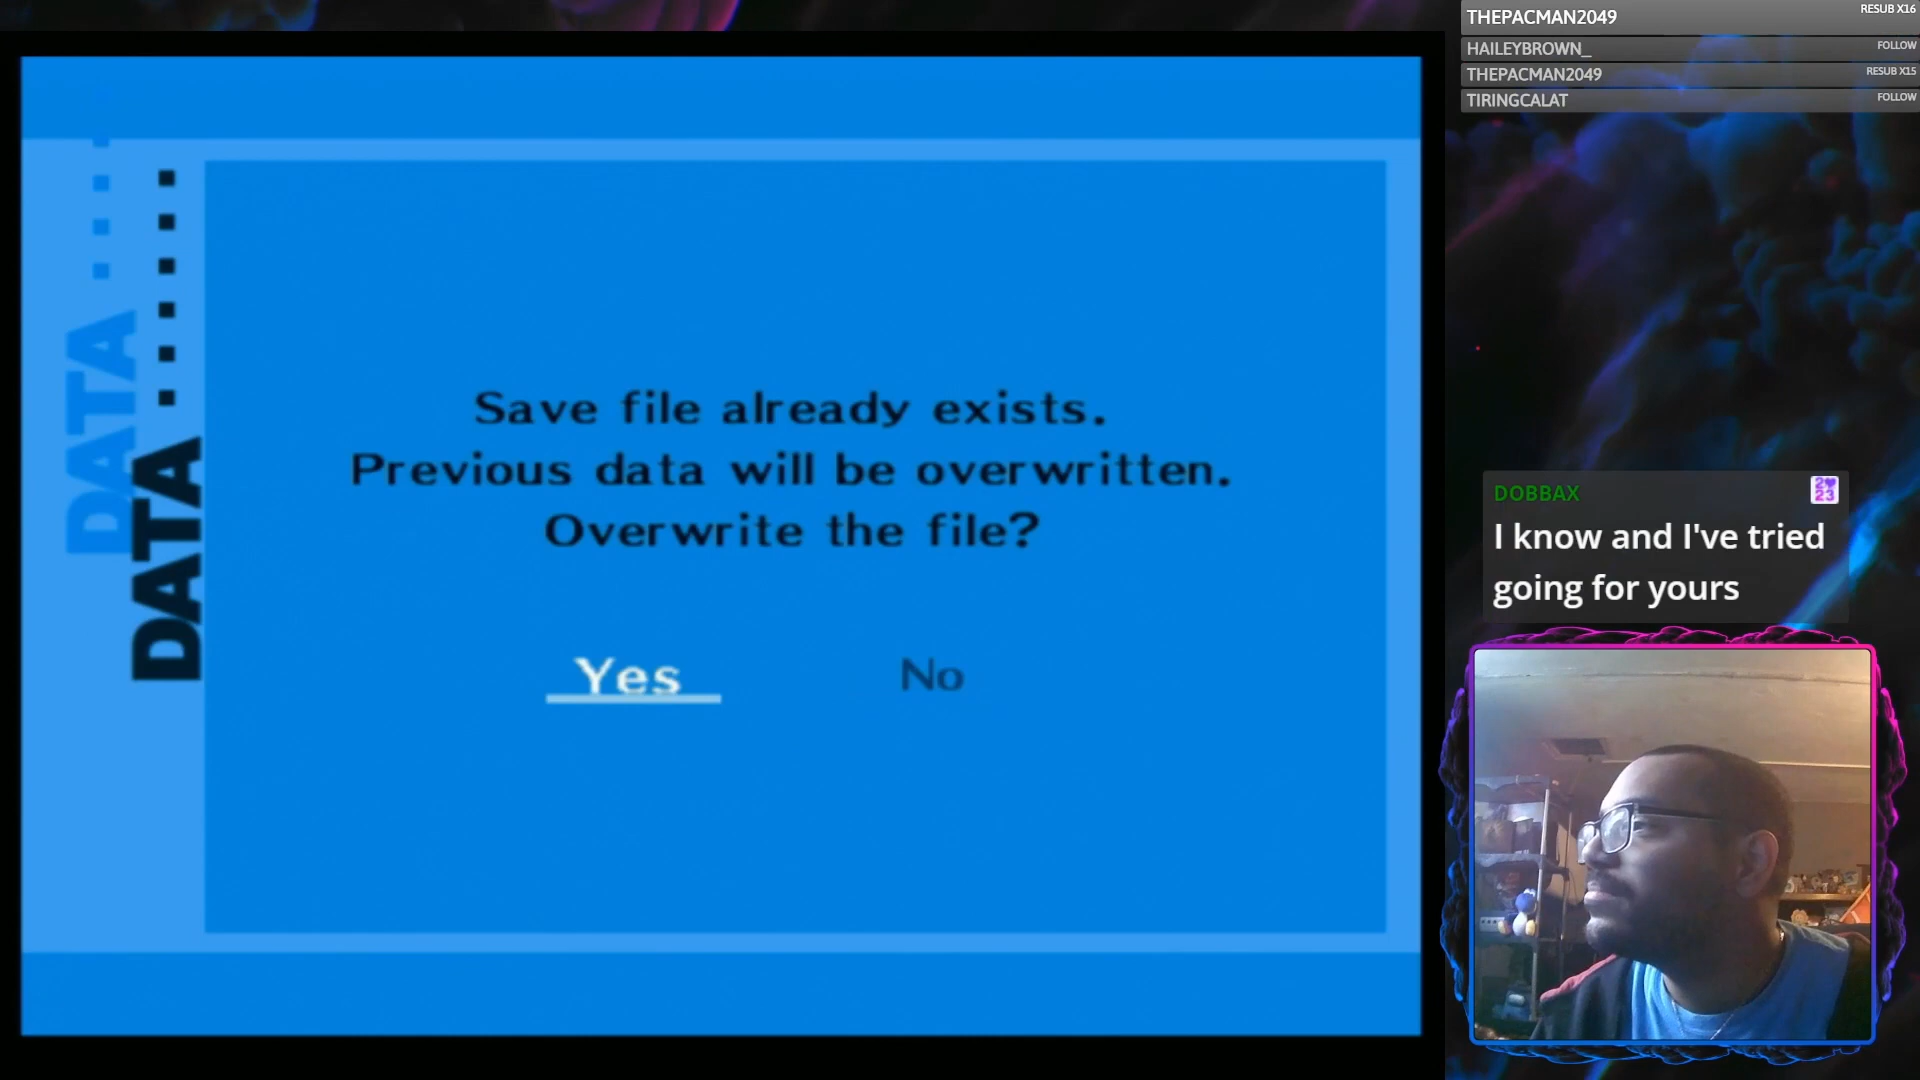 THEPACMAN2049 RESUB X16
HAILEYBROWN_ FOLLOW
THEPACMAN2049 RESUB X15
TIRINGCALAT FOLLOW
DATA
DATA
Save file already exists.
Previous data will be overwritten.
Overwrite the file?
Yes No
DOBBAX 2023
I know and I've tried
going for yours